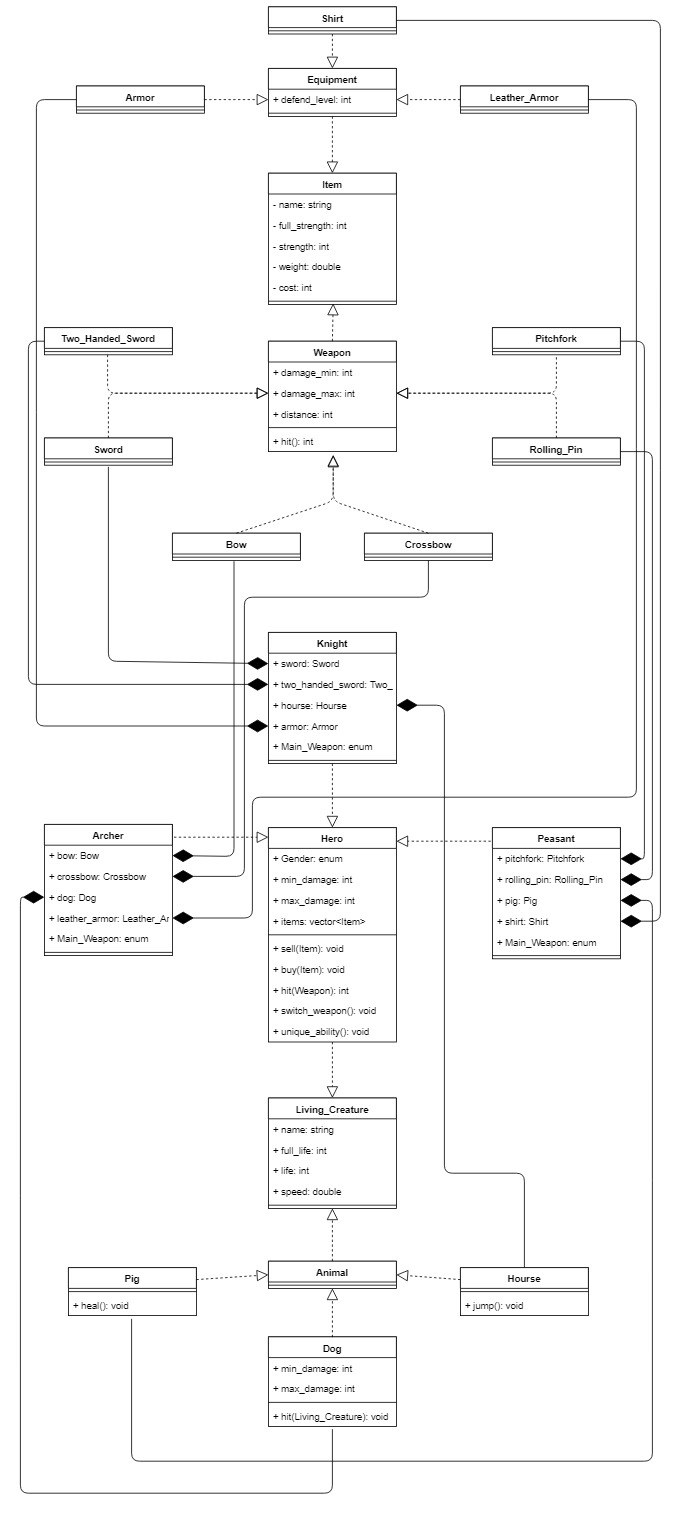 Shirt
Equipment
+ defend_level: int
Armor
Leather_Armor
Item
- name: string
- full_strength: int
- strength: int
- weight: double
- cost: int
Two_Handed_Sword
Pitchfork
Weapon
+ damage_min: int
+ damage_max: int
+ distance: int
+ hit(): int
Sword
Rolling_Pin
Bow
Crossbow
Knight
+ sword: Sword
+ two_handed_sword: Two_
+ hourse: Hourse
+ armor: Armor
+ Main_Weapon: enum
Archer
+ bow: Bow
+ crossbow: Crossbow
+ dog: Dog
+ leather_armor: Leather_Ar
+ Main_Weapon: enum
Hero
+ Gender: enum
+ min_damage: int
+ max_damage: int
+ items: vector<Item>
+ sell(Item): void
+ buy(Item): void
+ hit(Weapon): int
+ switch_weapon(): void
+ unique_ability(): void
Peasant
+ pitchfork: Pitchfork
+ rolling_pin: Rolling_Pin
+ pig: Pig
+ shirt: Shirt
+ Main_Weapon: enum
Living_Creature
+ name: string
+ full_life: int
+ life: int
+ speed: double
Pig
+ heal(): void
Animal
Hourse
+ jump(): void
Dog
+ min_damage: int
+ max_damage: int
+ hit(Living_Creature): void